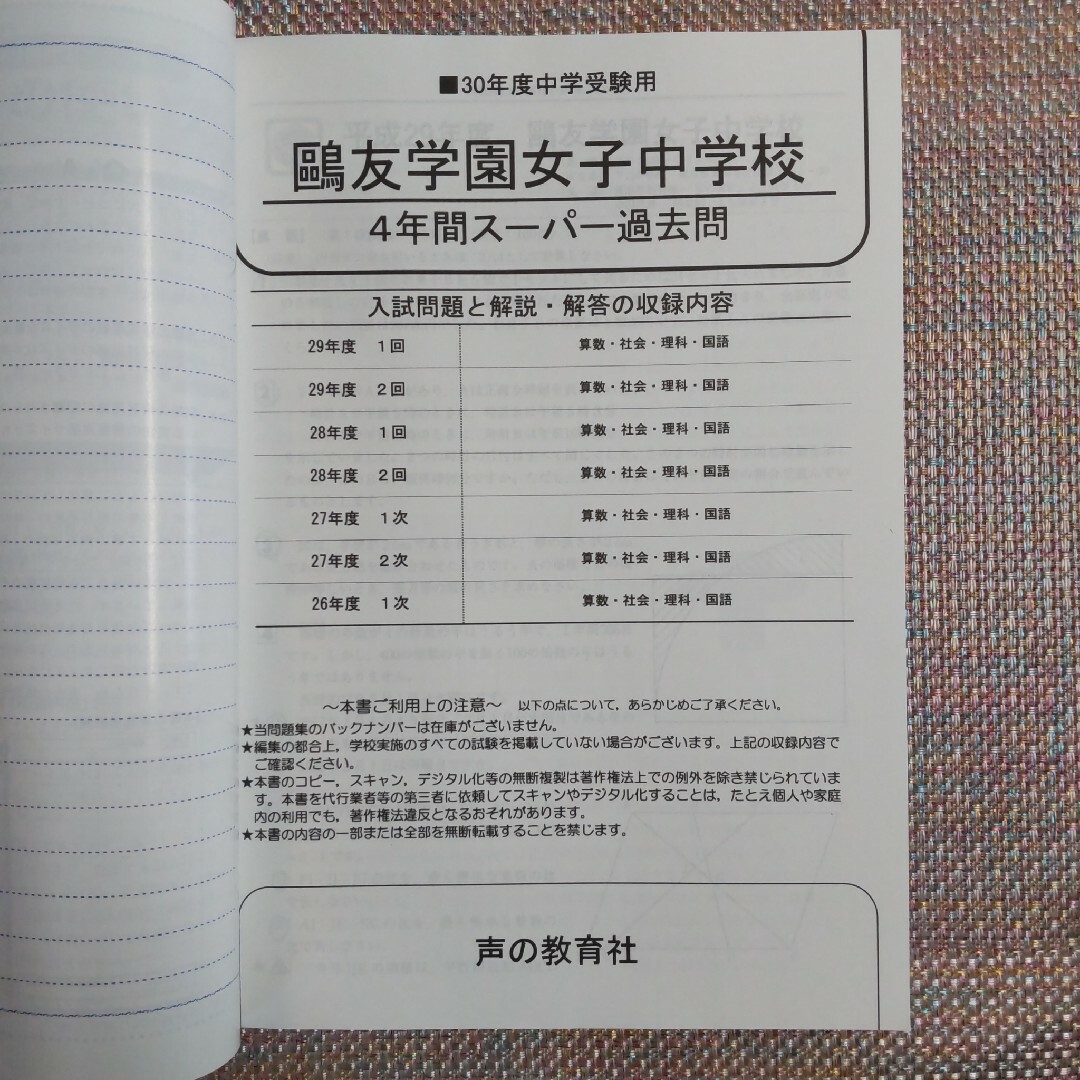 ■30年度中学受験用
鷗友学園女子中学校
4年間スーパー過去問
入試問題と解説・解答の収録内容
29年度 1回 算数・社会・理科・国語
29年度 2回 算数・社会・理科・国語
28年度 1回 算数・社会・理科・国語
28年度 2回 算数・社会・理科・国語
27年度 1次 算数・社会・理科・国語
27年度 2次 算数・社会・理科・国語
26年度 1次 算数・社会・理科・国語
～本書ご利用上の注意～ 以下の点について，あらかじめご了承ください。
★当問題集のバックナンバーは在庫がございません。
★編集の都合上，学校実施のすべての試験を掲載していない場合がございます。上記の収録内容で
ご確認ください。
★本書のコピー，スキャン，デジタル化等の無断複製は著作権法上での例外を除き禁じられていま
す。本書を代行業者等の第三者に依頼してスキャンやデジタル化することは，たとえ個人や家庭
内の利用でも，著作権法違反となるおそれがあります。
★本書の内容の一部または全部を無断転載することを禁じます。
声の教育社